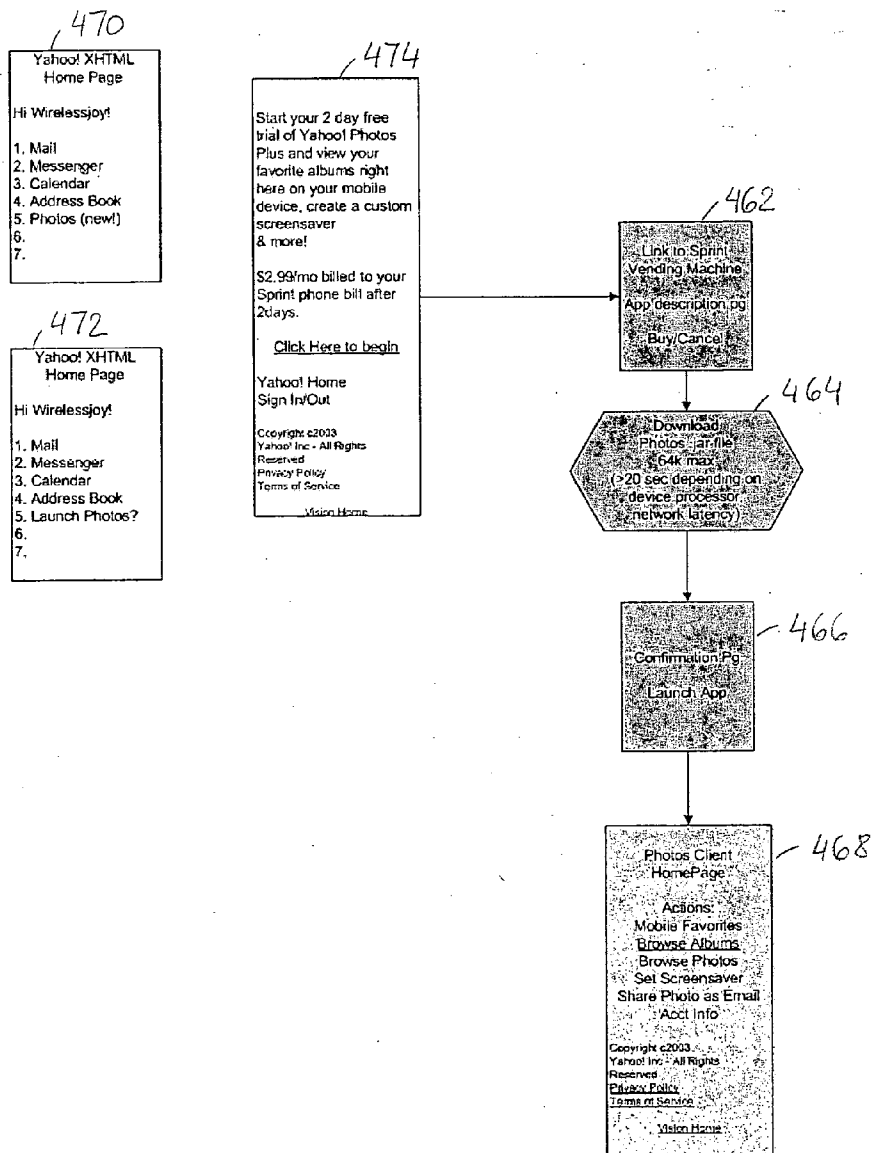 470
Yahoo! XHTML
Home Page
Hi Wirelessjoy!
1. Mail
2. Messenger
3. Calendar
4. Address Book
5. Photos (new!)
6.
7.
472
Yahoo! XHTML
Home Page
Hi Wirelessjoy!
1. Mail
2. Messenger
3. Calendar
4. Address Book
5. Launch Photos?
6.
7.
474
Start your 2 day free
trial of Yahoo! Photos
Plus and view your
favorite albums right
here on your mobile
device, create a custom
screensaver
& more!
$2.99/mo billed to your
Sprint phone bill after
2days.
Click Here to begin
Yahoo! Home
Sign In/Out
Copyright c2003
Yahoo! Inc - All Rights
Reserved
Privacy Policy
Terms of Service
Vision Home
462
Link to Sprint
Vending Machine
App description pg
Buy/Cancel
464
Download
Photos .jar file
64k max
(>20 sec depending on
device processor
network latency)
466
Confirmation Pg
Launch App
468
Photos Client
HomePage
Actions:
Mobile Favorites
Browse Albums
Browse Photos
Set Screensaver
Share Photo as Email
Acct Info
Copyright c2003
Yahoo! Inc - All Rights
Reserved
Privacy Policy
Terms of Service
Vision Home